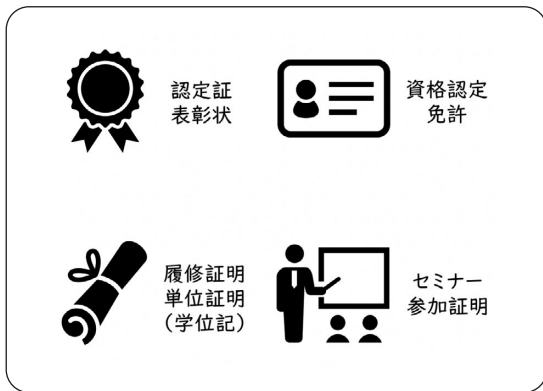 認定証
表彰状
資格認定
免許
履修証明
単位証明
（学位記）
セミナー
参加証明